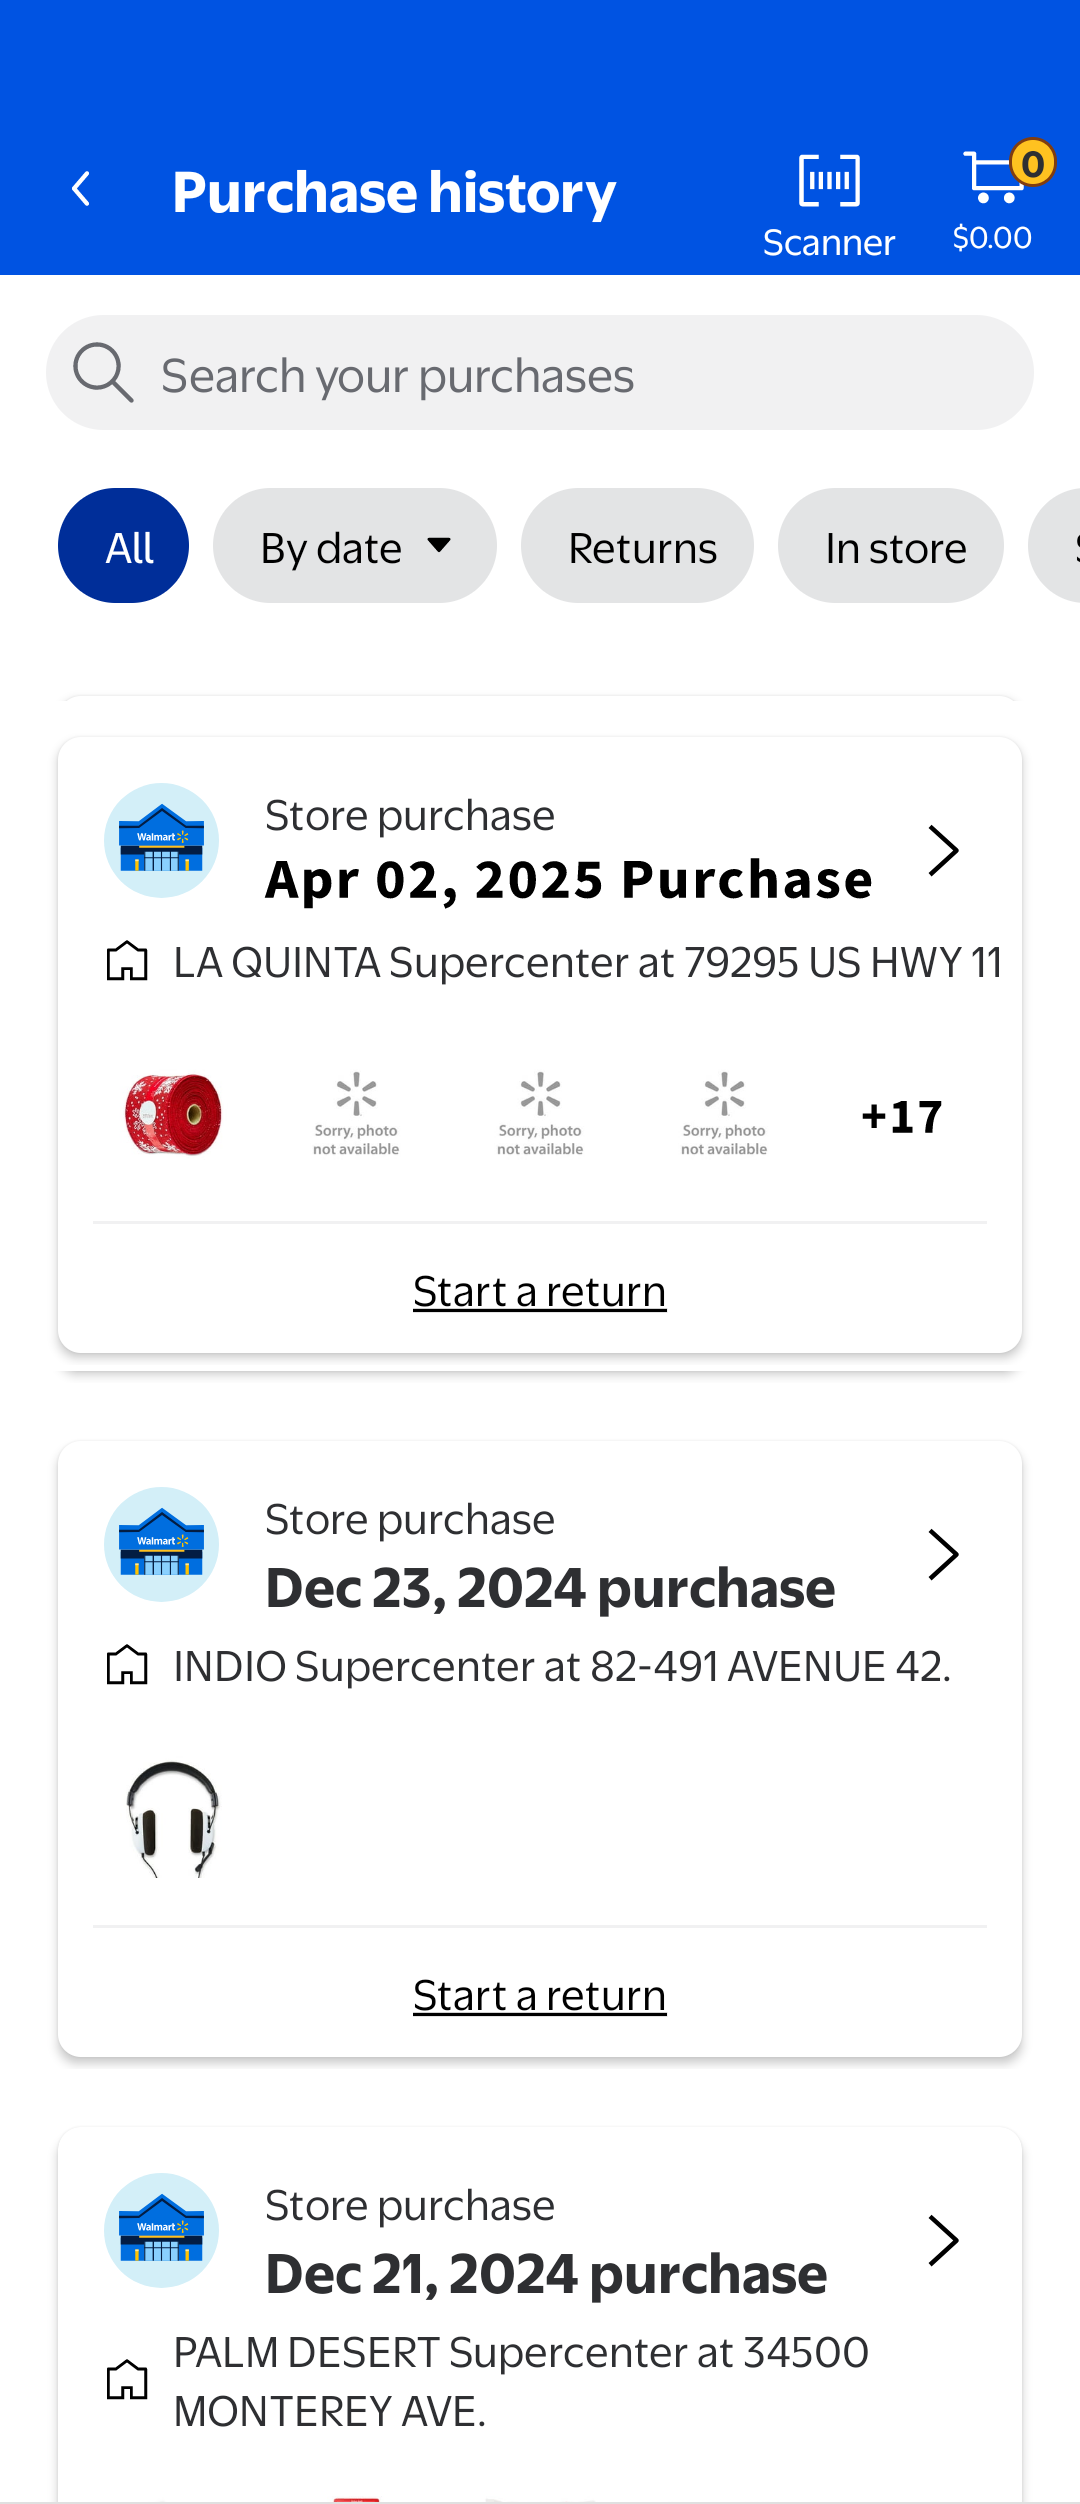 Purchase history
Scanner
0
$0.00
Search your purchases
All
By date
Returns
In store
Store purchase
Apr 02, 2025 Purchase
Walmart
LA QUINTA Supercenter at 79295 US HWY 11
Sorry, photo
not available
Sorry, photo
not available
Sorry, photo
not available
+17
Start a return
Store purchase
Walmart
Dec 23, 2024 purchase
INDIO Supercenter at 82-491 AVENUE 42.
Start a return
Store purchase
Walmart
Dec 21, 2024 purchase
PALM DESERT Supercenter at 34500
MONTEREY AVE.